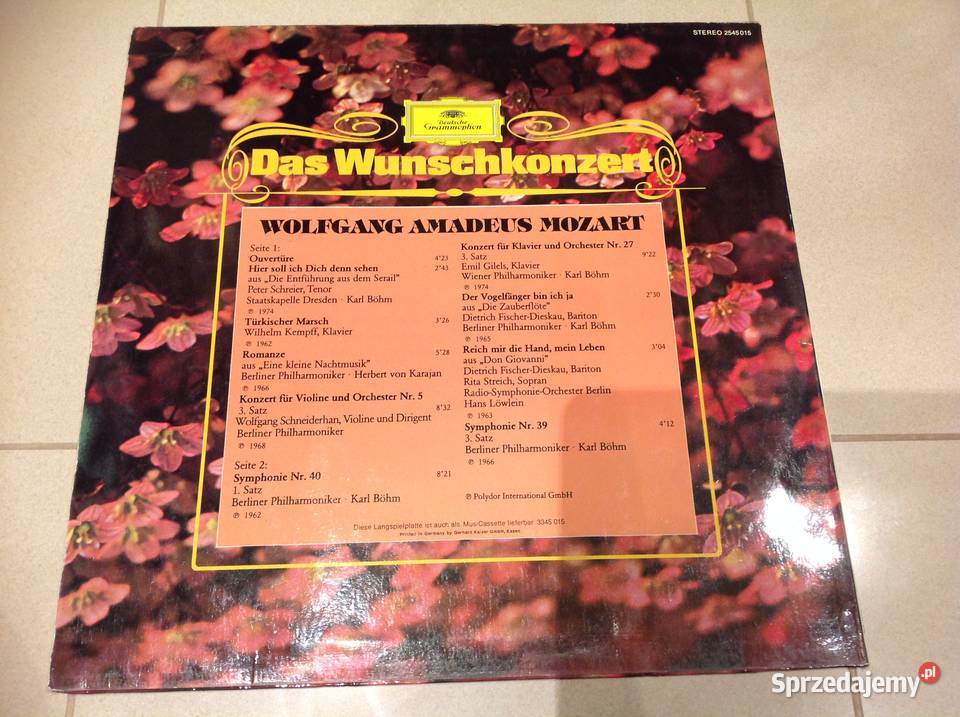 STEREO 2545 015
Deutsche
Grammophon
Das Wunschkonzert
WOLFGANG AMADEUS MOZART
Seite 1:
Ouvertüre 4'23
Hier soll ich Dich denn sehen 2'43
aus „Die Entführung aus dem Serail"
Peter Schreier, Tenor
Staatskapelle Dresden · Karl Böhm
℗ 1974
Türkischer Marsch 3'26
Wilhelm Kempff, Klavier
℗ 1962
Romanze 5'28
aus „Eine kleine Nachtmusik"
Berliner Philharmoniker · Herbert von Karajan
℗ 1966
Konzert für Violine und Orchester Nr. 5
3. Satz 8'32
Wolfgang Schneiderhan, Violine und Dirigent
Berliner Philharmoniker
℗ 1968
Seite 2:
Symphonie Nr. 40 8'21
1. Satz
Berliner Philharmoniker · Karl Böhm
℗ 1962
Konzert für Klavier und Orchester Nr. 27
3. Satz 9'22
Emil Gilels, Klavier
Wiener Philharmoniker · Karl Böhm
℗ 1974
Der Vogelfänger bin ich ja 2'30
aus „Die Zauberflöte"
Dietrich Fischer-Dieskau, Bariton
Berliner Philharmoniker · Karl Böhm
℗ 1965
Reich mir die Hand, mein Leben 3'04
aus „Don Giovanni"
Dietrich Fischer-Dieskau, Bariton
Rita Streich, Sopran
Radio-Symphonie-Orchester Berlin
Hans Löwlein
℗ 1963
Symphonie Nr. 39 4'12
3. Satz
Berliner Philharmoniker · Karl Böhm
℗ 1966
℗ Polydor International GmbH
Diese Langspielplatte ist auch als MusiCassette lieferbar 3345 015
Printed in Germany by Gerhard Kaiser GmbH, Essen
Sprzedajemy.pl